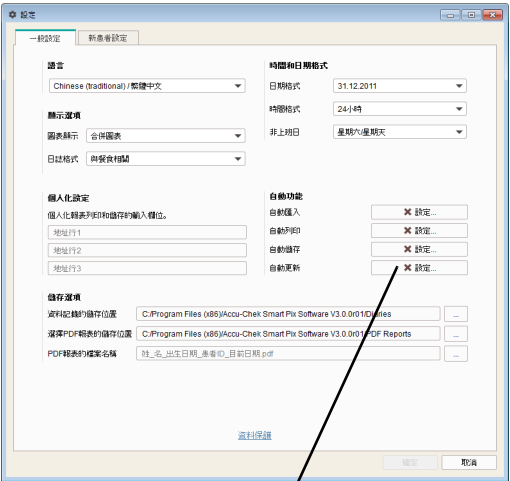 設定
一般設定 新患者設定
語言
Chinese (traditional) / 繁體中文
顯示選項
圖表顯示 合併圖表
日誌格式 與餐食相關
時間和日期格式
日期格式 31.12.2011
時間格式 24小時
非上班日 星期六/星期天
個人化設定
個人化報表列印和儲存的輸入欄位。
地址行1
地址行2
地址行3
自動功能
自動匯入 設定...
自動列印 設定...
自動儲存 設定...
自動更新 設定...
儲存選項
資料記錄的儲存位置 C:/Program Files (x86)/Accu-Chek Smart Pix Software V3.0.0r01/Diaries ...
選擇PDF報表的儲存位置 C:/Program Files (x86)/Accu-Chek Smart Pix Software V3.0.0r01/PDF Reports ...
PDF報表的檔案名稱 姓_名_出生日期_患者ID_目前日期.pdf ...
資料保護
確定 取消